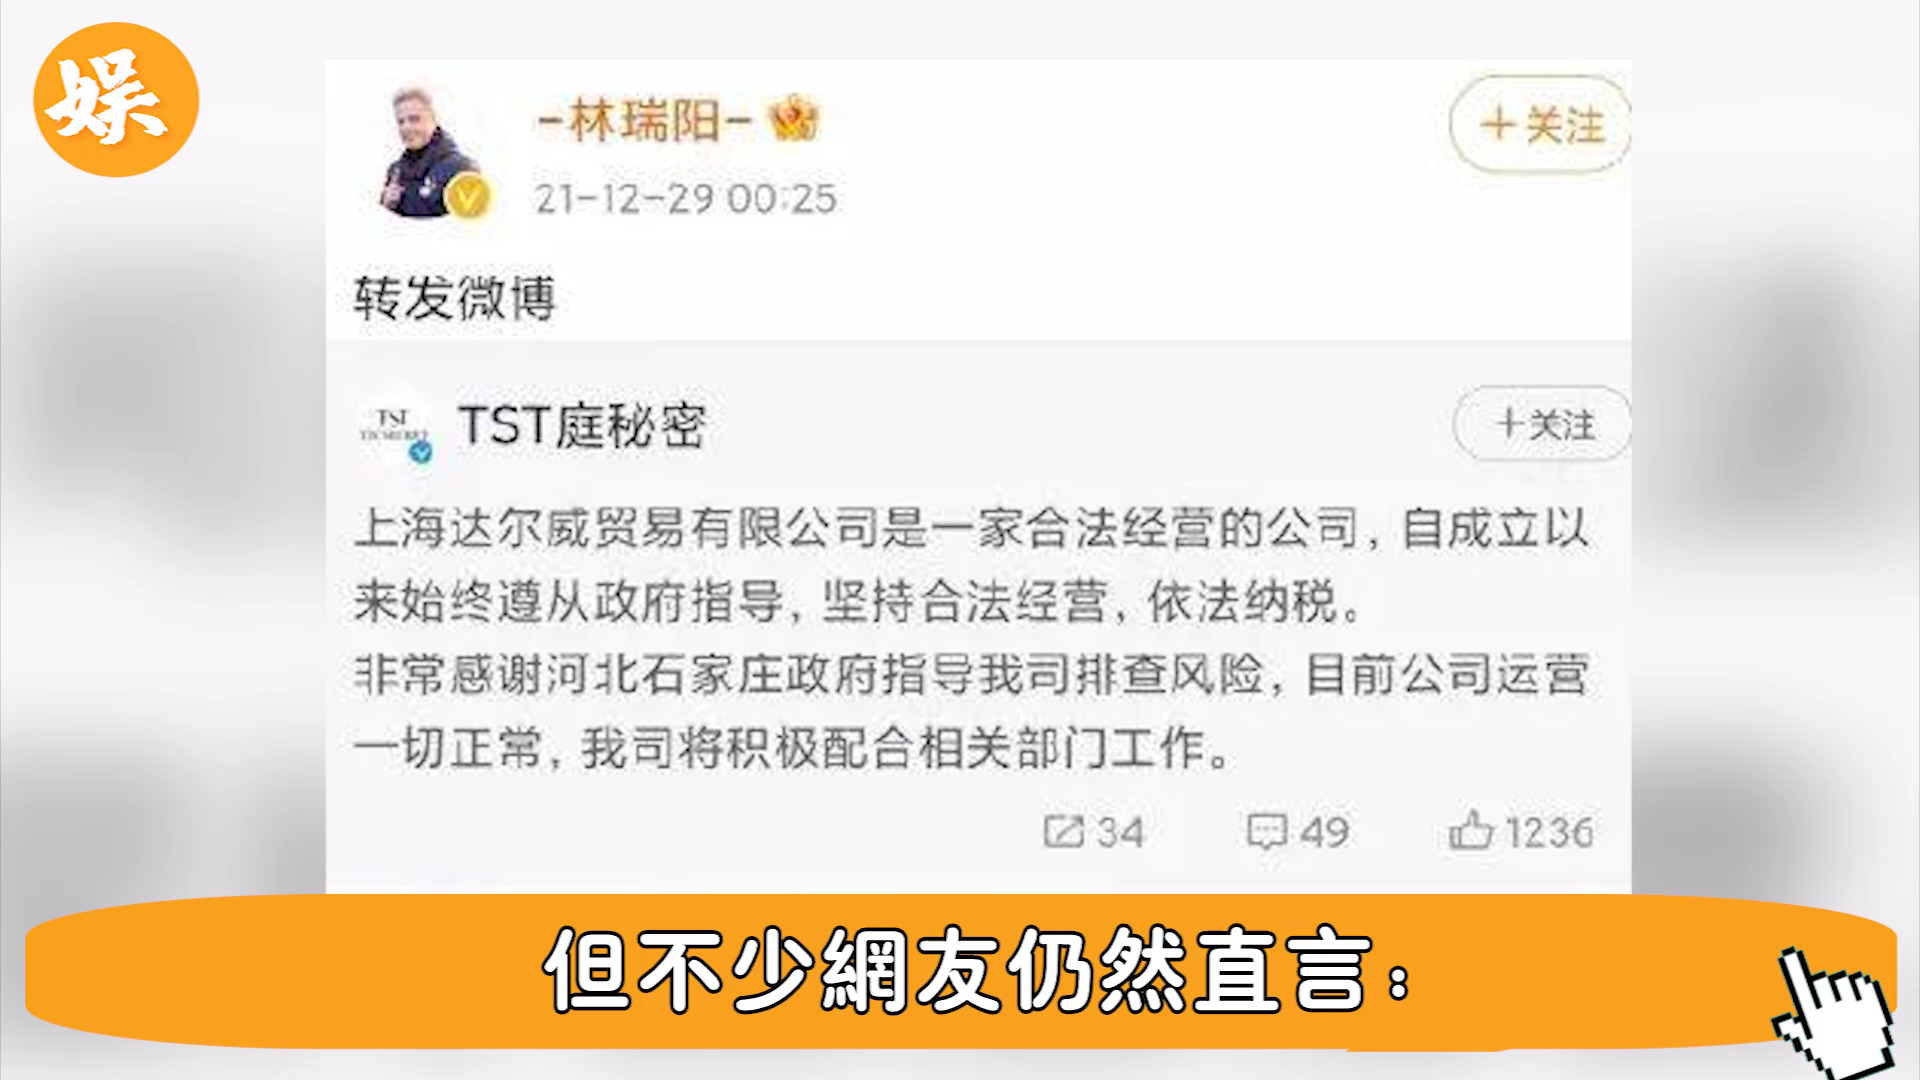 娱
-林瑞阳-
+关注
21-12-29 00:25
转发微博
TST
TST庭秘密
+关注
上海达尔威贸易有限公司是一家合法经营的公司，自成立以
来始终遵从政府指导，坚持合法经营，依法纳税。
非常感谢河北石家庄政府指导我司排查风险，目前公司运营
一切正常，我司将积极配合相关部门工作。
34 49 1236
但不少網友仍然直言：